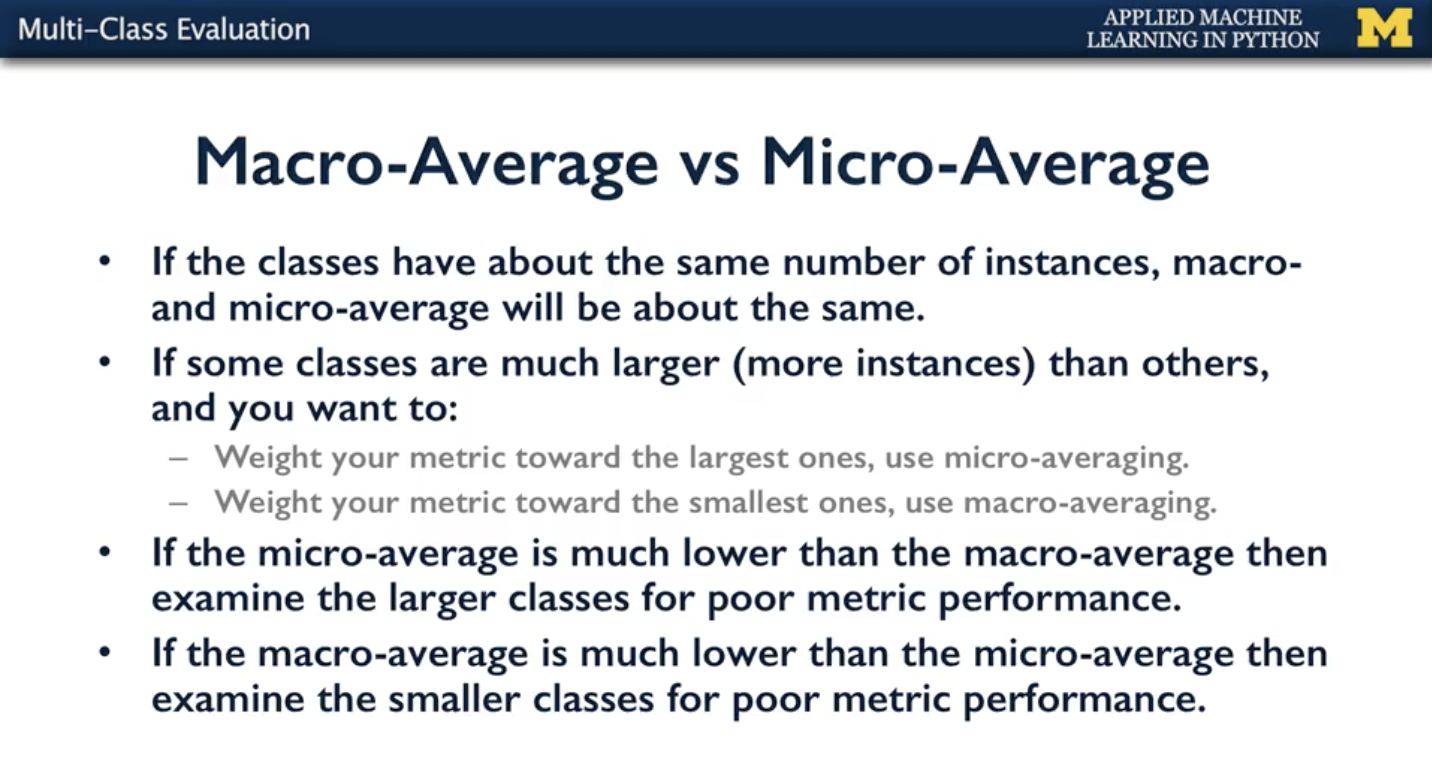 Multi–Class Evaluation
APPLIED MACHINE
LEARNING IN PYTHON
M
Macro-Average vs Micro-Average
• If the classes have about the same number of instances, macro-
and micro-average will be about the same.
• If some classes are much larger (more instances) than others,
and you want to:
– Weight your metric toward the largest ones, use micro-averaging.
– Weight your metric toward the smallest ones, use macro-averaging.
• If the micro-average is much lower than the macro-average then
examine the larger classes for poor metric performance.
• If the macro-average is much lower than the micro-average then
examine the smaller classes for poor metric performance.